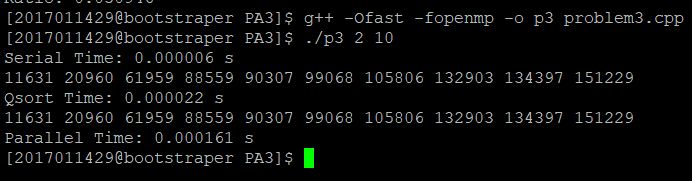 [2017011429@bootstraper PA3]$ g++ -Ofast -fopenmp -o p3 problem3.cpp
[2017011429@bootstraper PA3]$ ./p3 2 10
Serial Time: 0.000006 s
11631 20960 61959 88559 90307 99068 105806 132903 134397 151229
Qsort Time: 0.000022 s
11631 20960 61959 88559 90307 99068 105806 132903 134397 151229
Parallel Time: 0.000161 s
[2017011429@bootstraper PA3]$